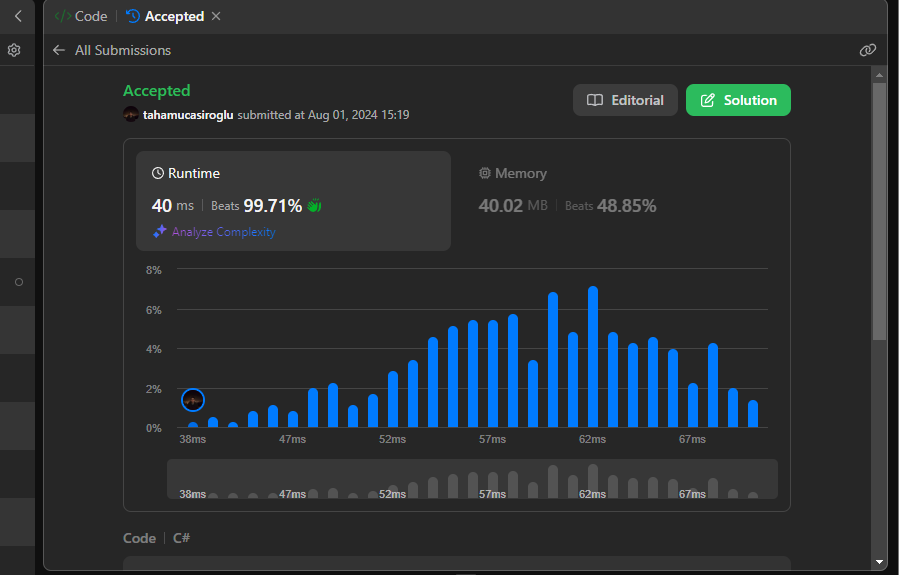 Code | Accepted
All Submissions
Accepted
tahamucasiroglu submitted at Aug 01, 2024 15:19
Editorial
Solution
Runtime
40 ms | Beats 99.71%
Analyze Complexity
Memory
40.02 MB | Beats 48.85%
8%
6%
4%
2%
0%
38ms 47ms 52ms 57ms 62ms 67ms
38ms 47ms 52ms 57ms 62ms 67ms
Code | C#